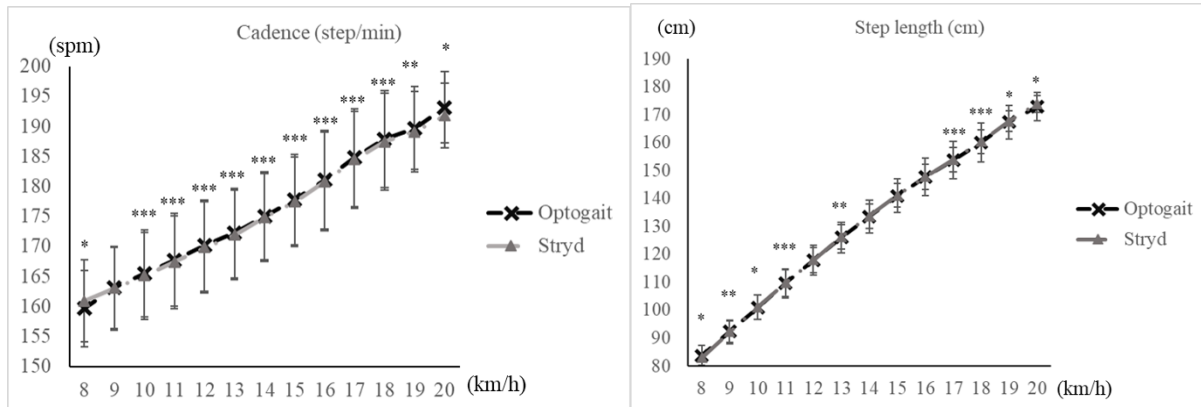 Cadence (step/min)
(spm)
200
195
190
185
180
175
170
165
160
155
150
* *** *** *** *** *** *** *** *** *** ** *
8 9 10 11 12 13 14 15 16 17 18 19 20
(km/h)
Optogait
Stryd
Step length (cm)
(cm)
190
180
170
160
150
140
130
120
110
100
90
80
* ** * *** ** *** *** * *
8 9 10 11 12 13 14 15 16 17 18 19 20
(km/h)
Optogait
Stryd